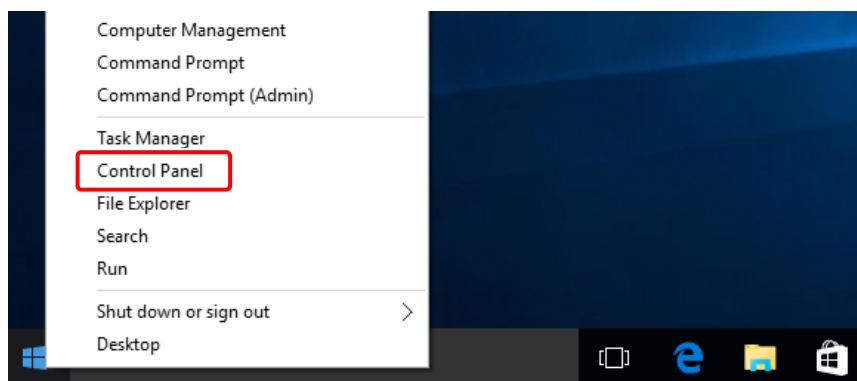 Computer Management
Command Prompt
Command Prompt (Admin)
Task Manager
Control Panel
File Explorer
Search
Run
Shut down or sign out
Desktop